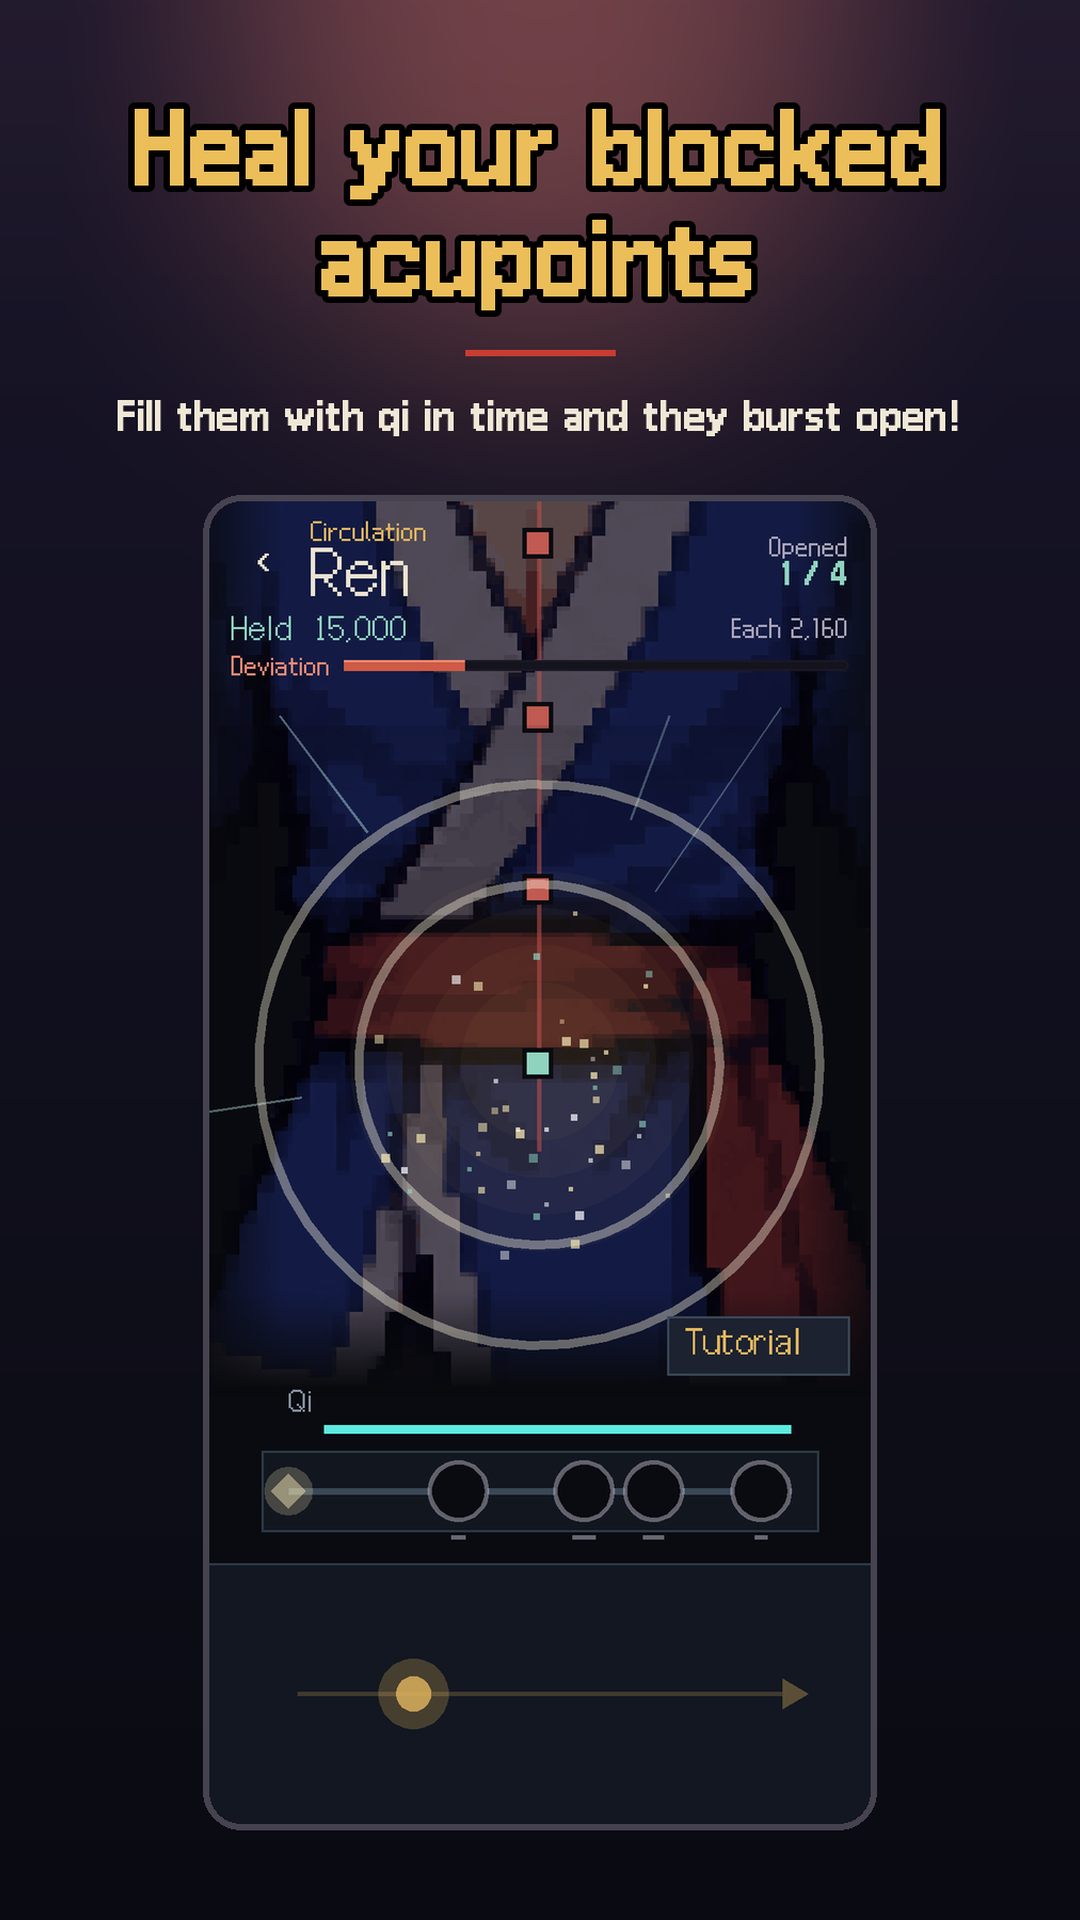 Heal your blocked
acupoints
Fill them with qi in time and they burst open!
Circulation
Ren
Opened
1 / 4
Held 15,000
Each 2,160
Deviation
Tutorial
Qi